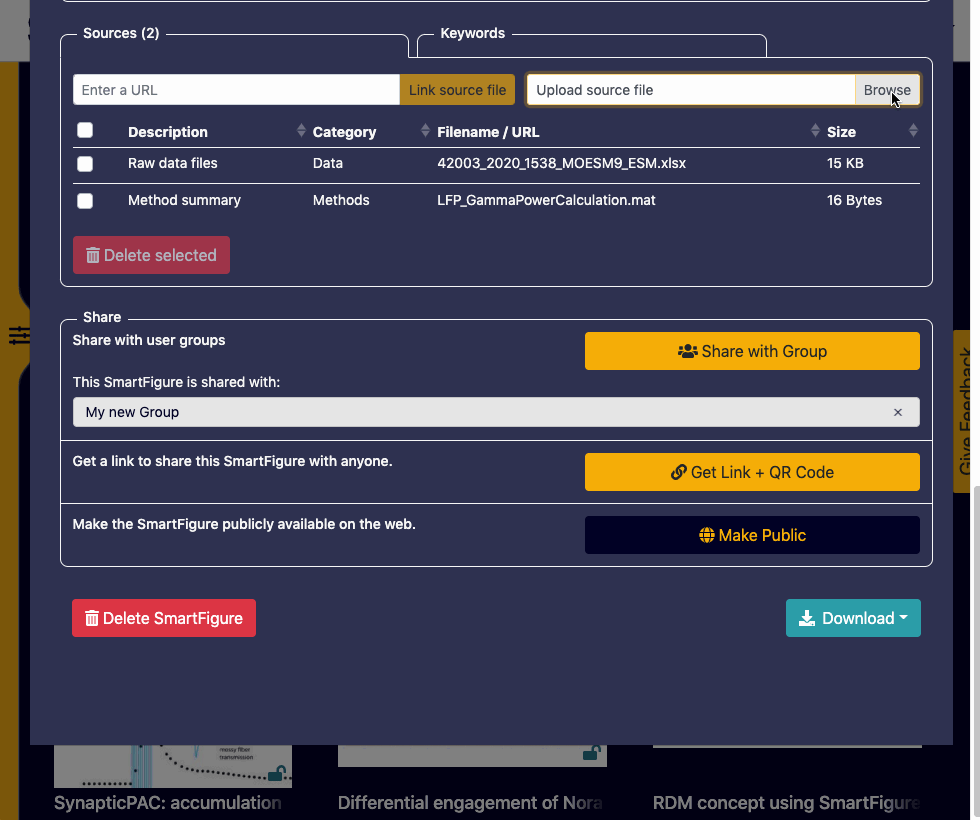 Sources (2)
Keywords
Enter a URL
Link source file
Upload source file
Browse
Description Category Filename / URL Size
Raw data files Data 42003_2020_1538_MOESM9_ESM.xlsx 15 KB
Method summary Methods LFP_GammaPowerCalculation.mat 16 Bytes
Delete selected
Share
Share with user groups
Share with Group
This SmartFigure is shared with:
My new Group ×
Get a link to share this SmartFigure with anyone.
Get Link + QR Code
Make the SmartFigure publicly available on the web.
Make Public
Delete SmartFigure
Download
Give Feedback
messy fiber
transmission
SynapticPAC: accumulation
Differential engagement of Nora
RDM concept using SmartFigure